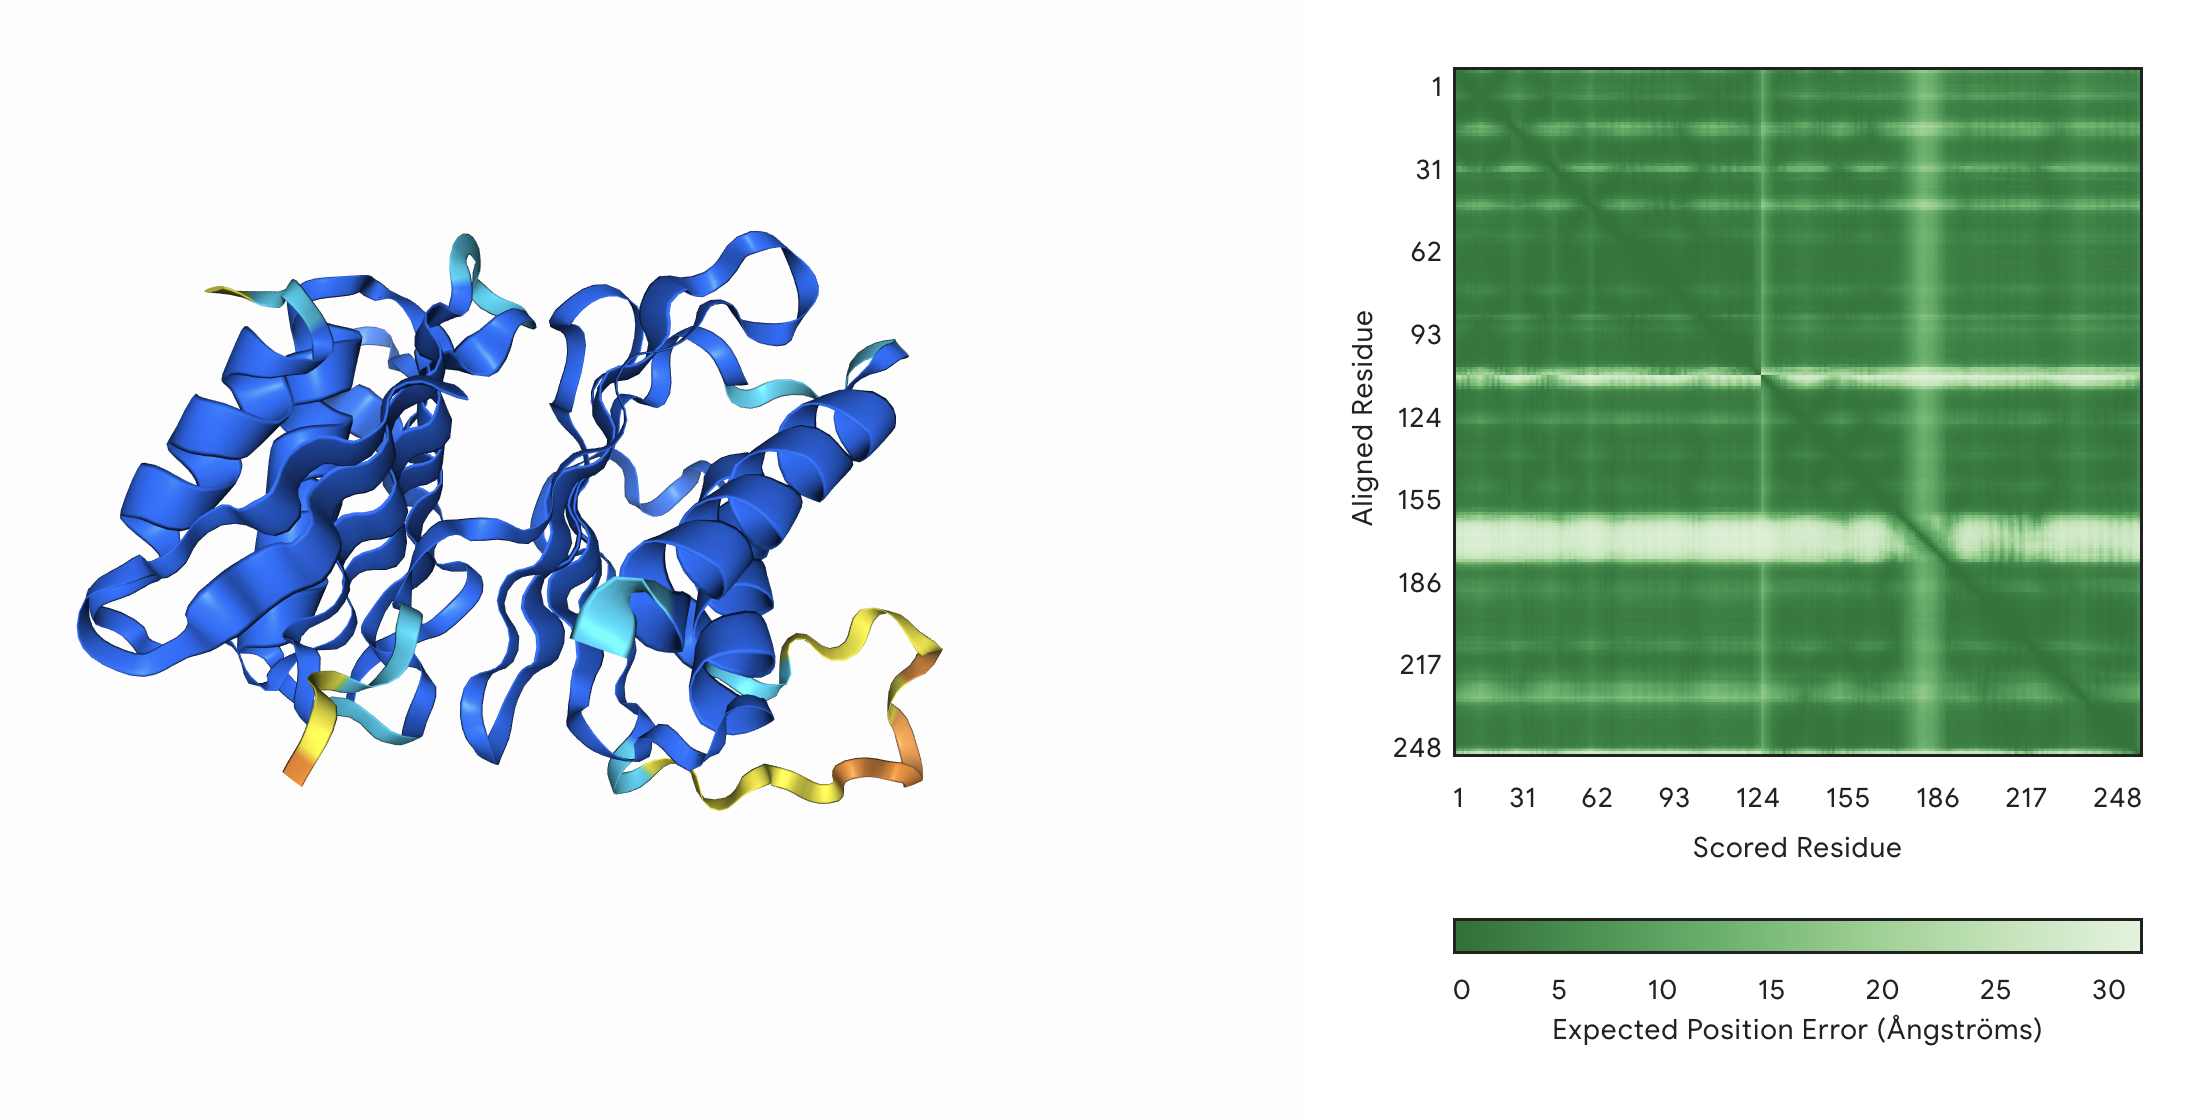 1
31
62
93
124
155
186
217
248
Aligned Residue
1 31 62 93 124 155 186 217 248
Scored Residue
0 5 10 15 20 25 30
Expected Position Error (Ångströms)